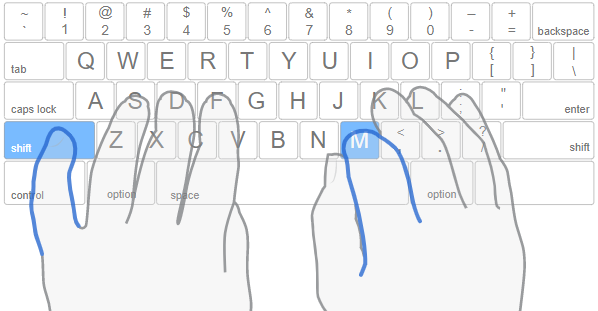 ~ ! @ # $ % ^ & * ( ) – +
` 1 2 3 4 5 6 7 8 9 0 - = backspace
tab Q W E R T Y U I O P { [ } ] | \
caps lock A S D F G H J K L : ; " ' enter
shift Z X C V B N M < , > . ? / shift
control option space option